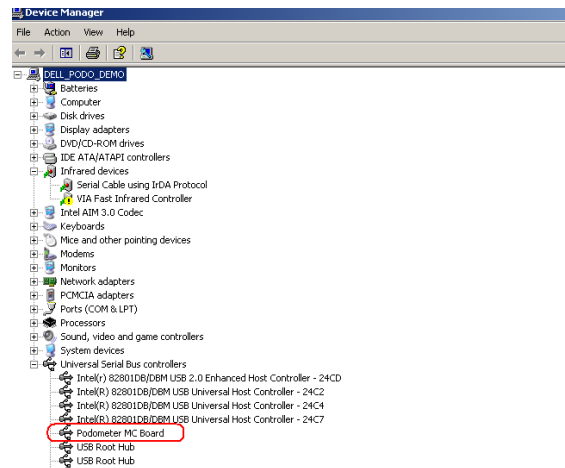 Device Manager
File Action View Help
DELL_PODO_DEMO
Batteries
Computer
Disk drives
Display adapters
DVD/CD-ROM drives
IDE ATA/ATAPI controllers
Infrared devices
Serial Cable using IrDA Protocol
VIA Fast Infrared Controller
Intel AIM 3.0 Codec
Keyboards
Mice and other pointing devices
Modems
Monitors
Network adapters
PCMCIA adapters
Ports (COM & LPT)
Processors
Sound, video and game controllers
System devices
Universal Serial Bus controllers
Intel(r) 82801DB/DBM USB 2.0 Enhanced Host Controller - 24CD
Intel(R) 82801DB/DBM USB Universal Host Controller - 24C2
Intel(R) 82801DB/DBM USB Universal Host Controller - 24C4
Intel(R) 82801DB/DBM USB Universal Host Controller - 24C7
Podometer MC Board
USB Root Hub
USB Root Hub